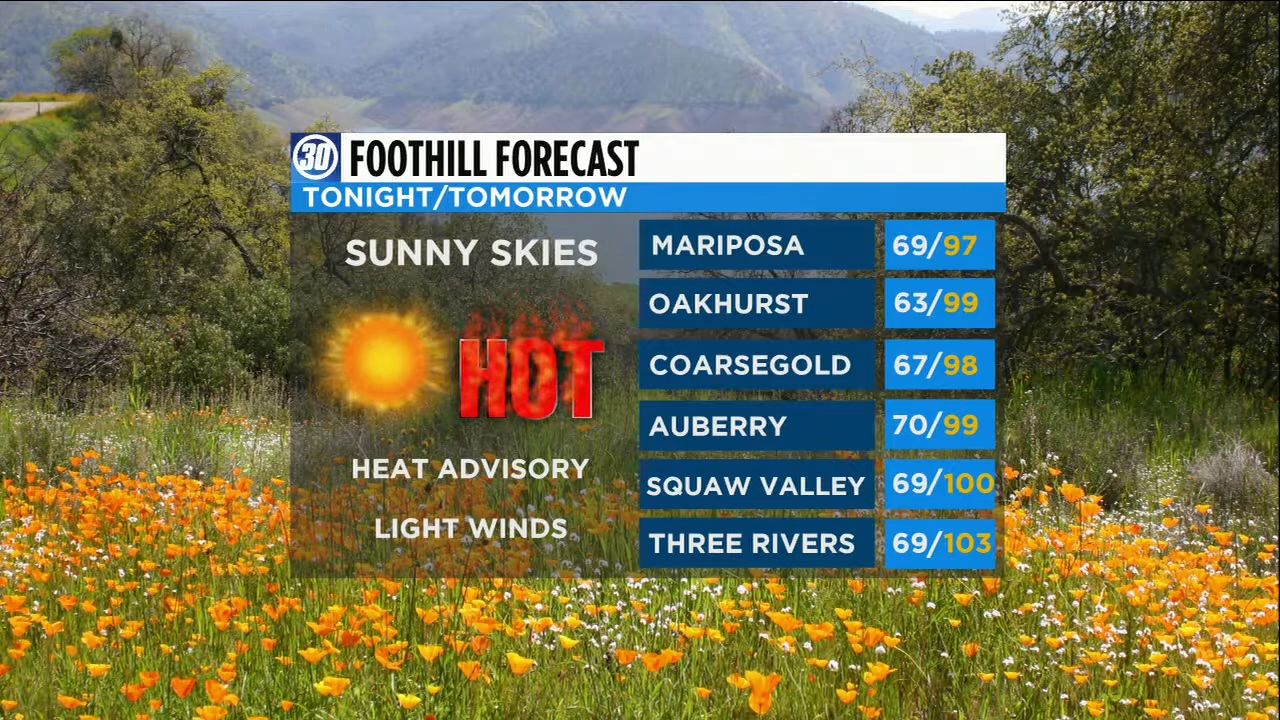 30 FOOTHILL FORECAST
TONIGHT/TOMORROW
SUNNY SKIES
HOT
HEAT ADVISORY
LIGHT WINDS
MARIPOSA 69/97
OAKHURST 63/99
COARSEGOLD 67/98
AUBERRY 70/99
SQUAW VALLEY 69/100
THREE RIVERS 69/103